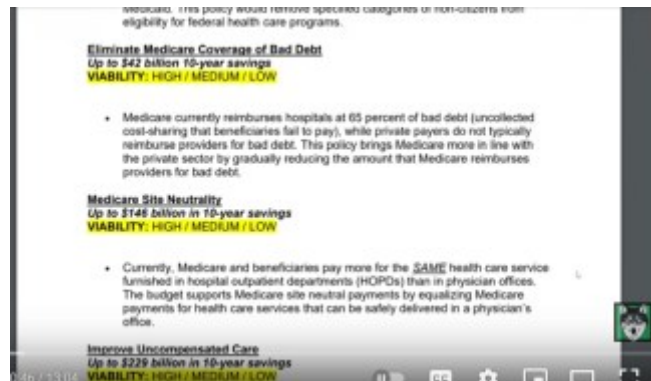 Medicaid. This policy would remove specified categories of non-citizens from
eligibility for federal health care programs.
Eliminate Medicare Coverage of Bad Debt
Up to $42 billion 10-year savings
VIABILITY: HIGH / MEDIUM / LOW
• Medicare currently reimburses hospitals at 65 percent of bad debt (uncollected
cost-sharing that beneficiaries fail to pay), while private payers do not typically
reimburse providers for bad debt. This policy brings Medicare more in line with
the private sector by gradually reducing the amount that Medicare reimburses
providers for bad debt.
Medicare Site Neutrality
Up to $146 billion in 10-year savings
VIABILITY: HIGH / MEDIUM / LOW
• Currently, Medicare and beneficiaries pay more for the SAME health care service
furnished in hospital outpatient departments (HOPDs) than in physician offices.
The budget supports Medicare site neutral payments by equalizing Medicare
payments for health care services that can be safely delivered in a physician's
office.
Improve Uncompensated Care
Up to $229 billion in 10-year savings
VIABILITY: HIGH / MEDIUM / LOW